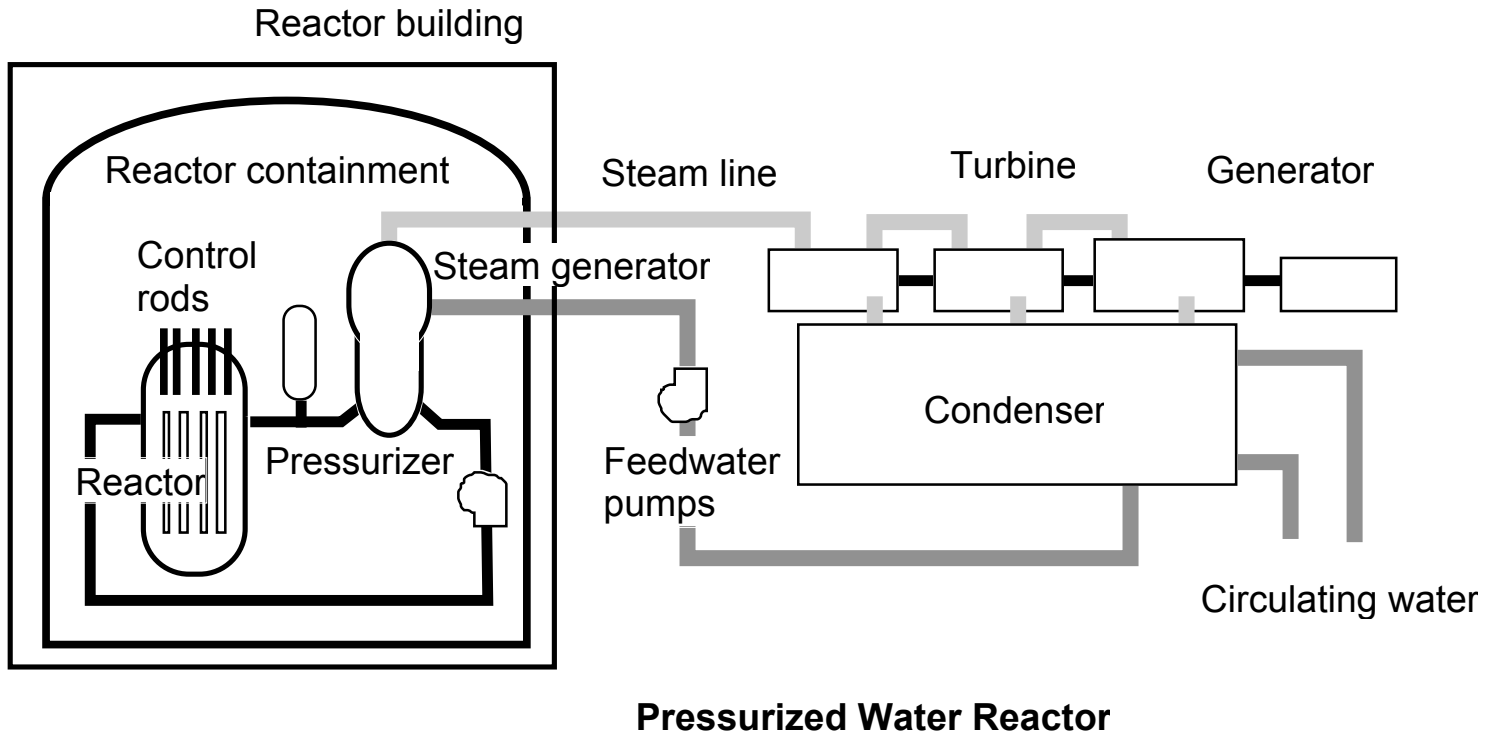 Reactor building
Reactor containment
Steam line
Turbine
Generator
Control
rods
Steam generator
Condenser
Reactor
Pressurizer
Feedwater
pumps
Circulating water
Pressurized Water Reactor